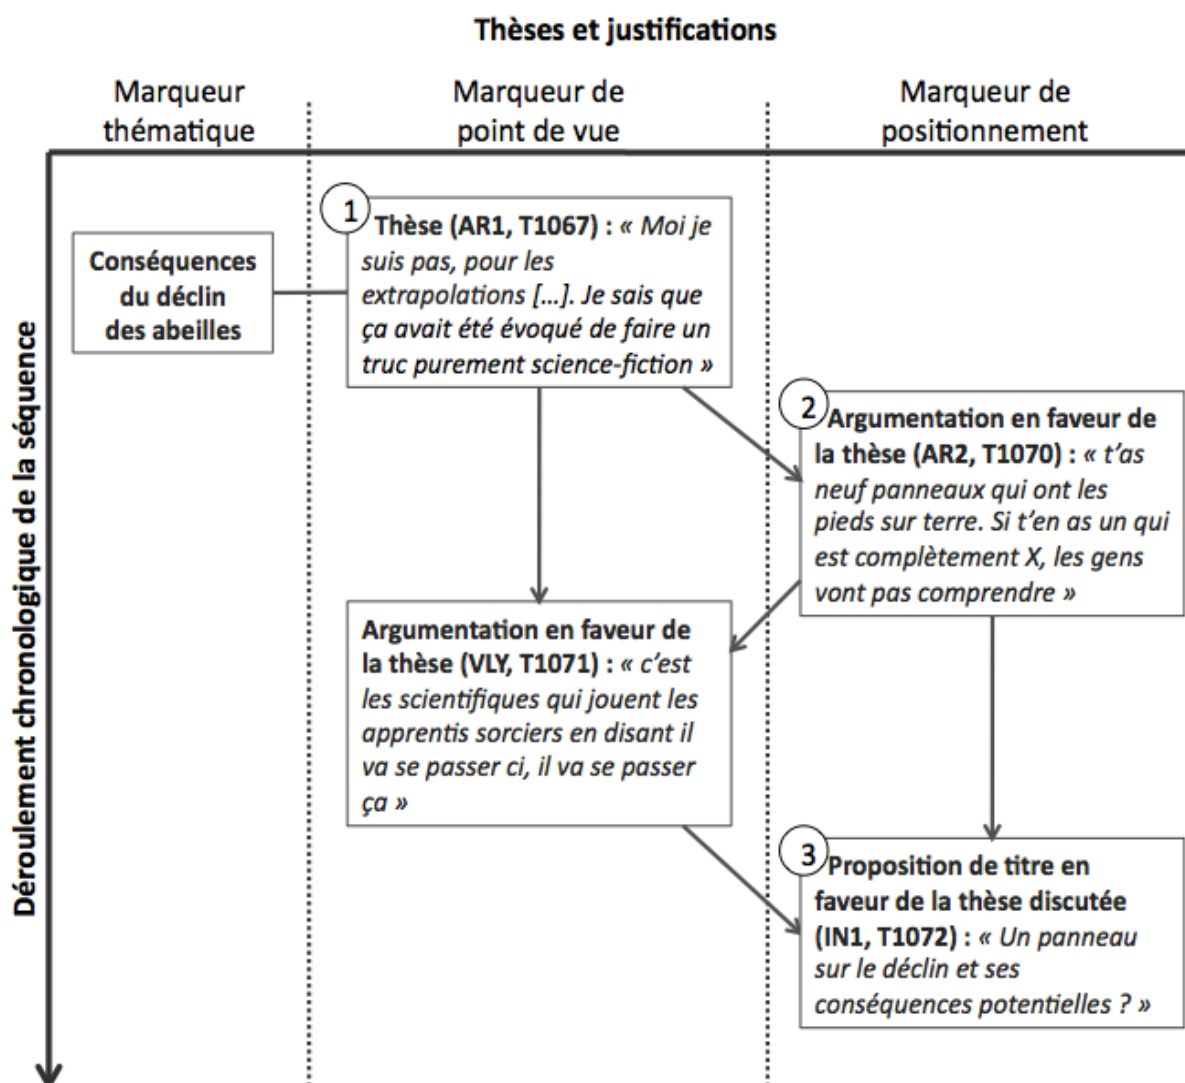 Thèses et justifications
Marqueur
thématique
Marqueur de
point de vue
Marqueur de
positionnement
Déroulement chronologique de la séquence
Conséquences
du déclin
des abeilles
1
Thèse (AR1, T1067) : « Moi je
suis pas, pour les
extrapolations [...]. Je sais que
ça avait été évoqué de faire un
truc purement science-fiction »
2
Argumentation en faveur de
la thèse (AR2, T1070) : « t’as
neuf panneaux qui ont les
pieds sur terre. Si t’en as un qui
est complètement X, les gens
vont pas comprendre »
Argumentation en faveur de
la thèse (VLY, T1071) : « c’est
les scientifiques qui jouent les
apprentis sorciers en disant il
va se passer ci, il va se passer
ça »
3
Proposition de titre en
faveur de la thèse discutée
(IN1, T1072) : « Un panneau
sur le déclin et ses
conséquences potentielles ? »